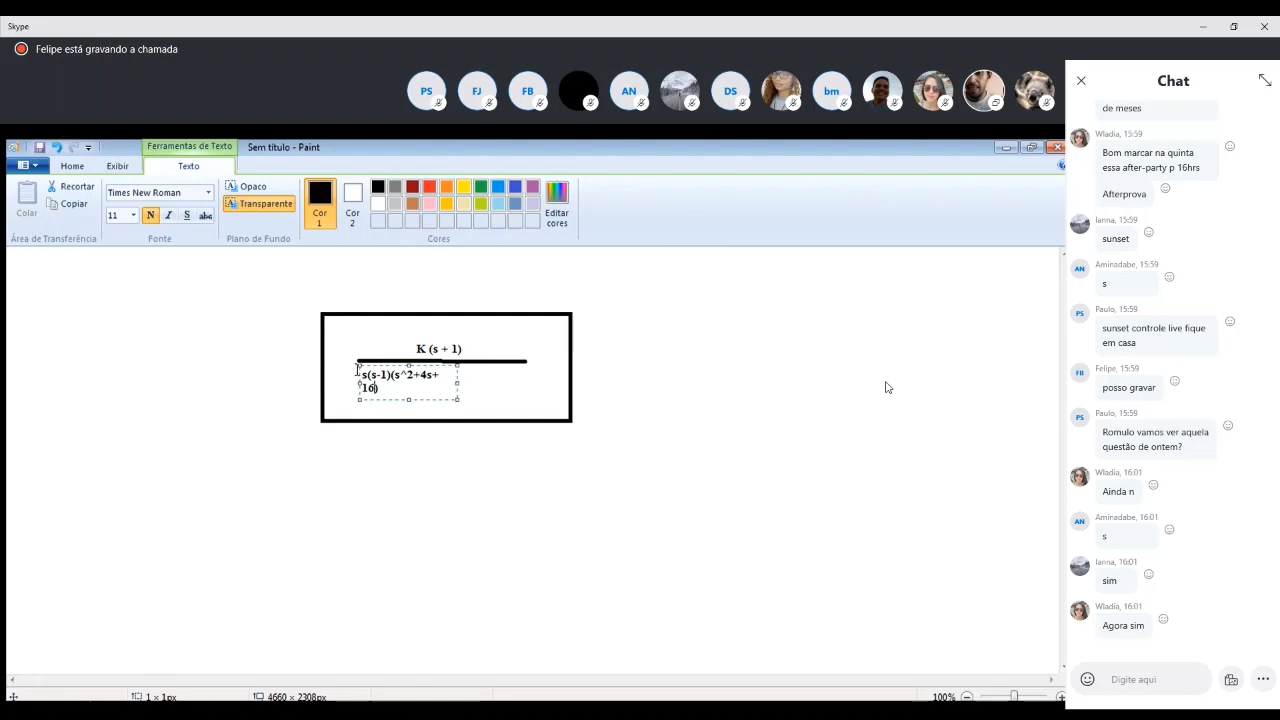 Skype
Felipe está gravando a chamada
PS
FJ
FB
AN
DS
bm
Ferramentas de Texto
Sem título - Paint
Home
Exibir
Texto
Colar
Recortar
Copiar
Área de Transferência
Times New Roman
11
N
I
S
abc
Fonte
Opaco
Transparente
Plano de Fundo
Cor
1
Cor
2
Editar
cores
Cores
K (s + 1)
s(s-1)(s^2+4s+
16)
1 × 1px
4660 × 2308px
100%
Chat
de meses
Wladia, 15:59
Bom marcar na quinta
essa after-party p 16hrs
Afterprova
Ianna, 15:59
sunset
AN
Aminadabe, 15:59
s
PS
Paulo, 15:59
sunset controle live fique
em casa
FB
Felipe, 15:59
posso gravar
PS
Paulo, 15:59
Romulo vamos ver aquela
questão de ontem?
Wladia, 16:01
Ainda n
AN
Aminadabe, 16:01
s
Ianna, 16:01
sim
Wladia, 16:01
Agora sim
Digite aqui